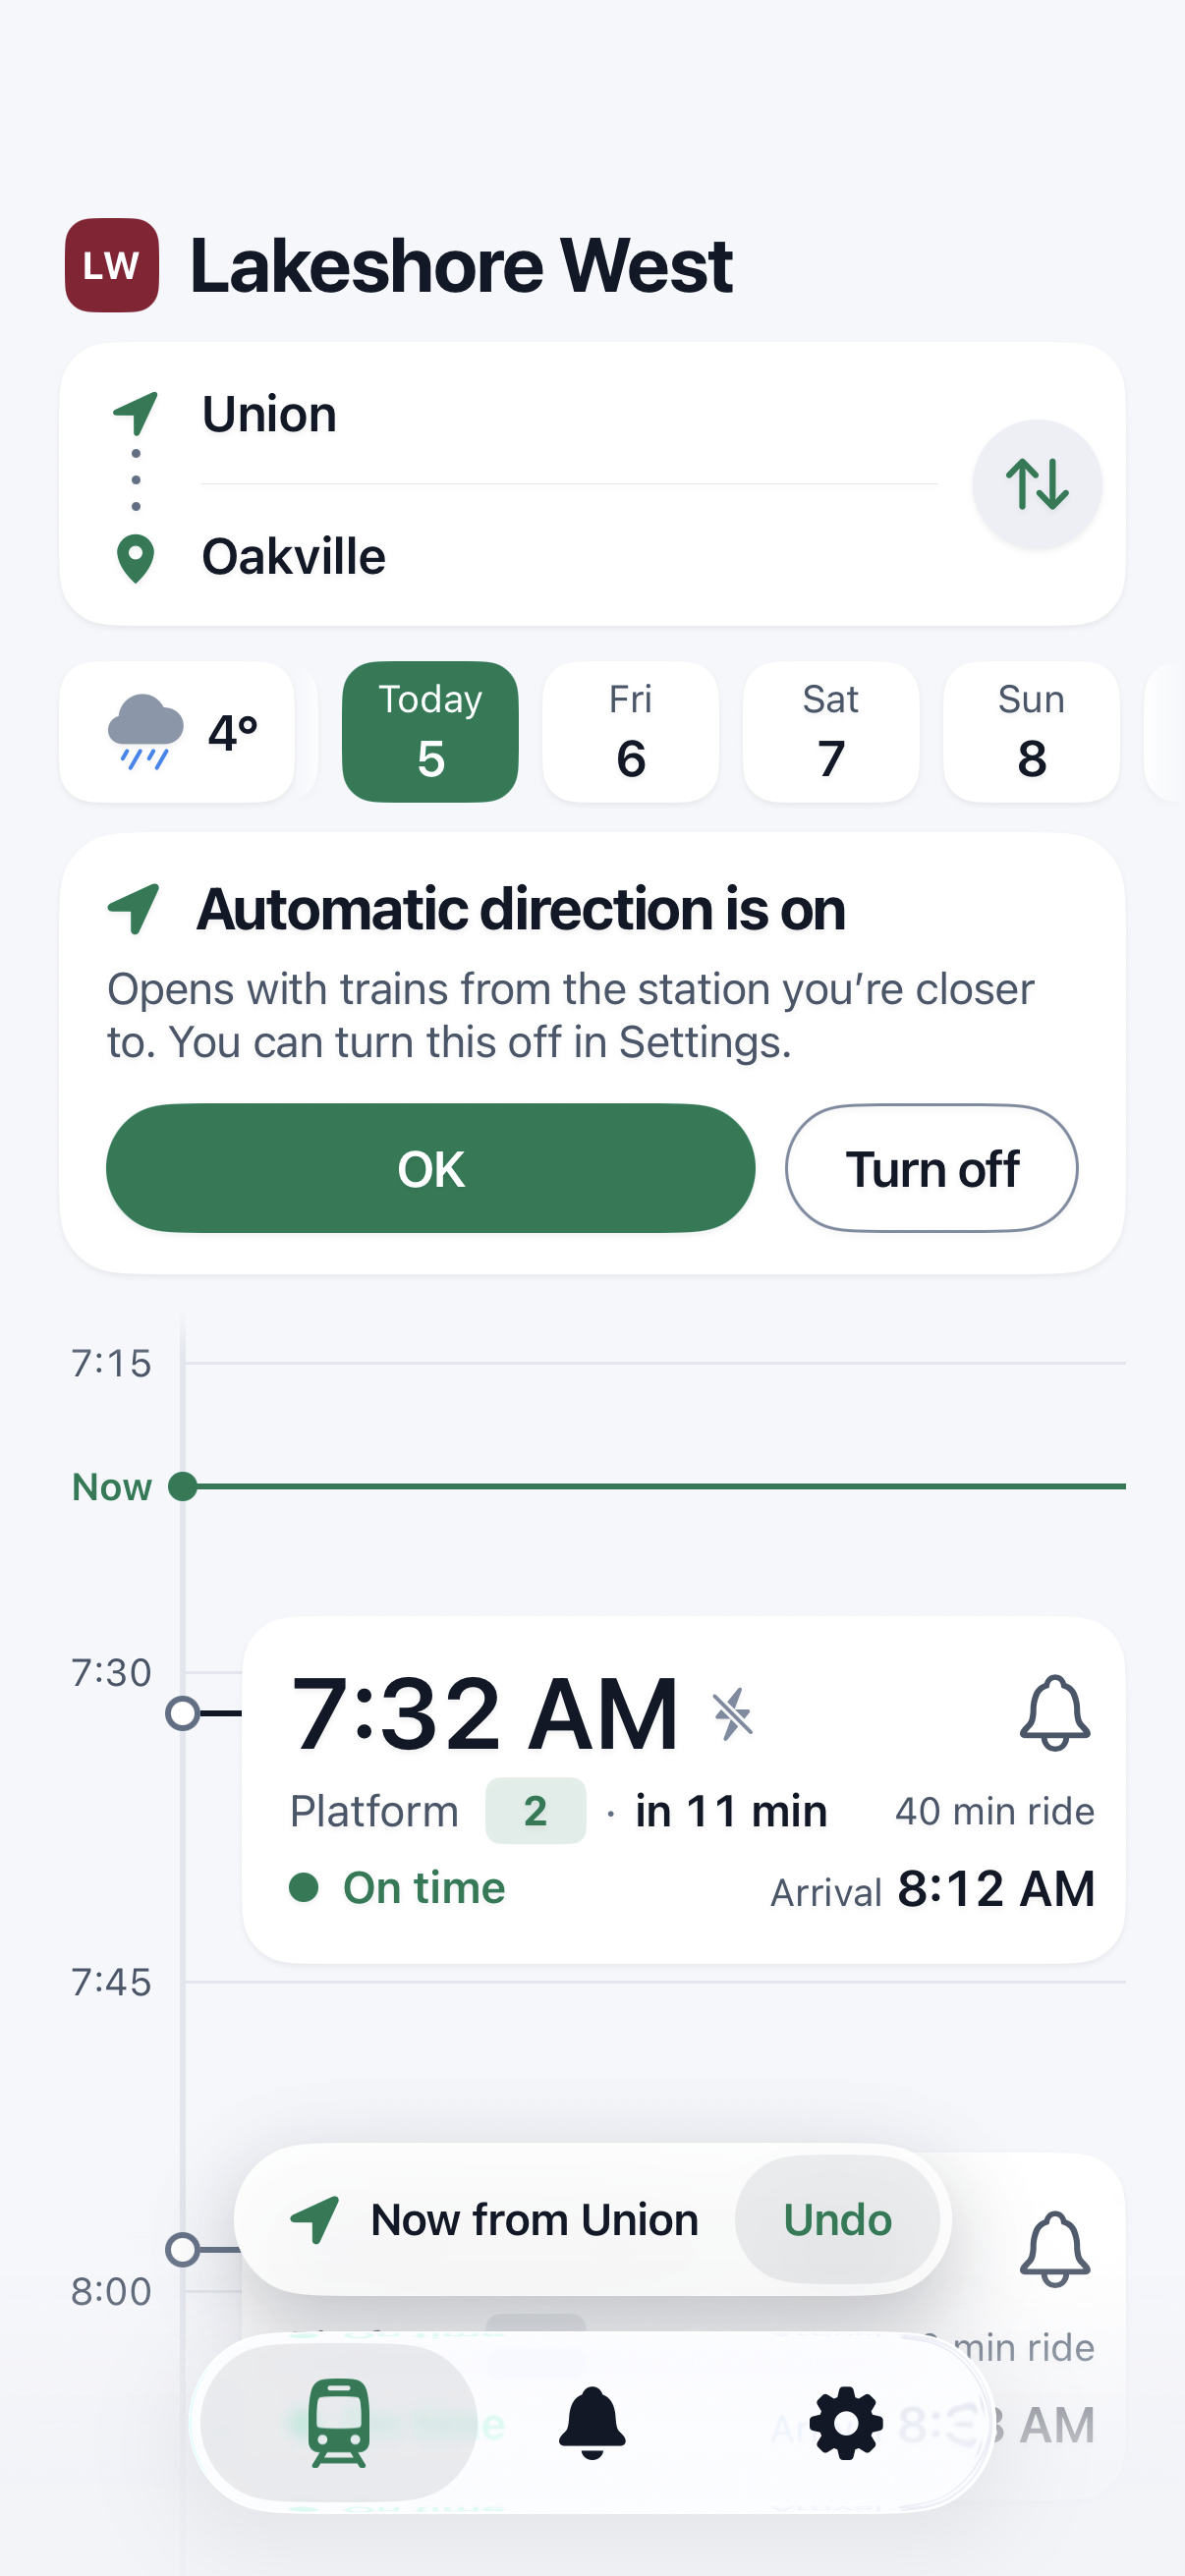 LW Lakeshore West
Union
Oakville
4°
Today
5
Fri
6
Sat
7
Sun
8
Automatic direction is on
Opens with trains from the station you’re closer
to. You can turn this off in Settings.
OK
Turn off
7:15
Now
7:30
7:32 AM
Platform 2 · in 11 min
40 min ride
On time
Arrival 8:12 AM
7:45
Now from Union
Undo
8:00
min ride
AM